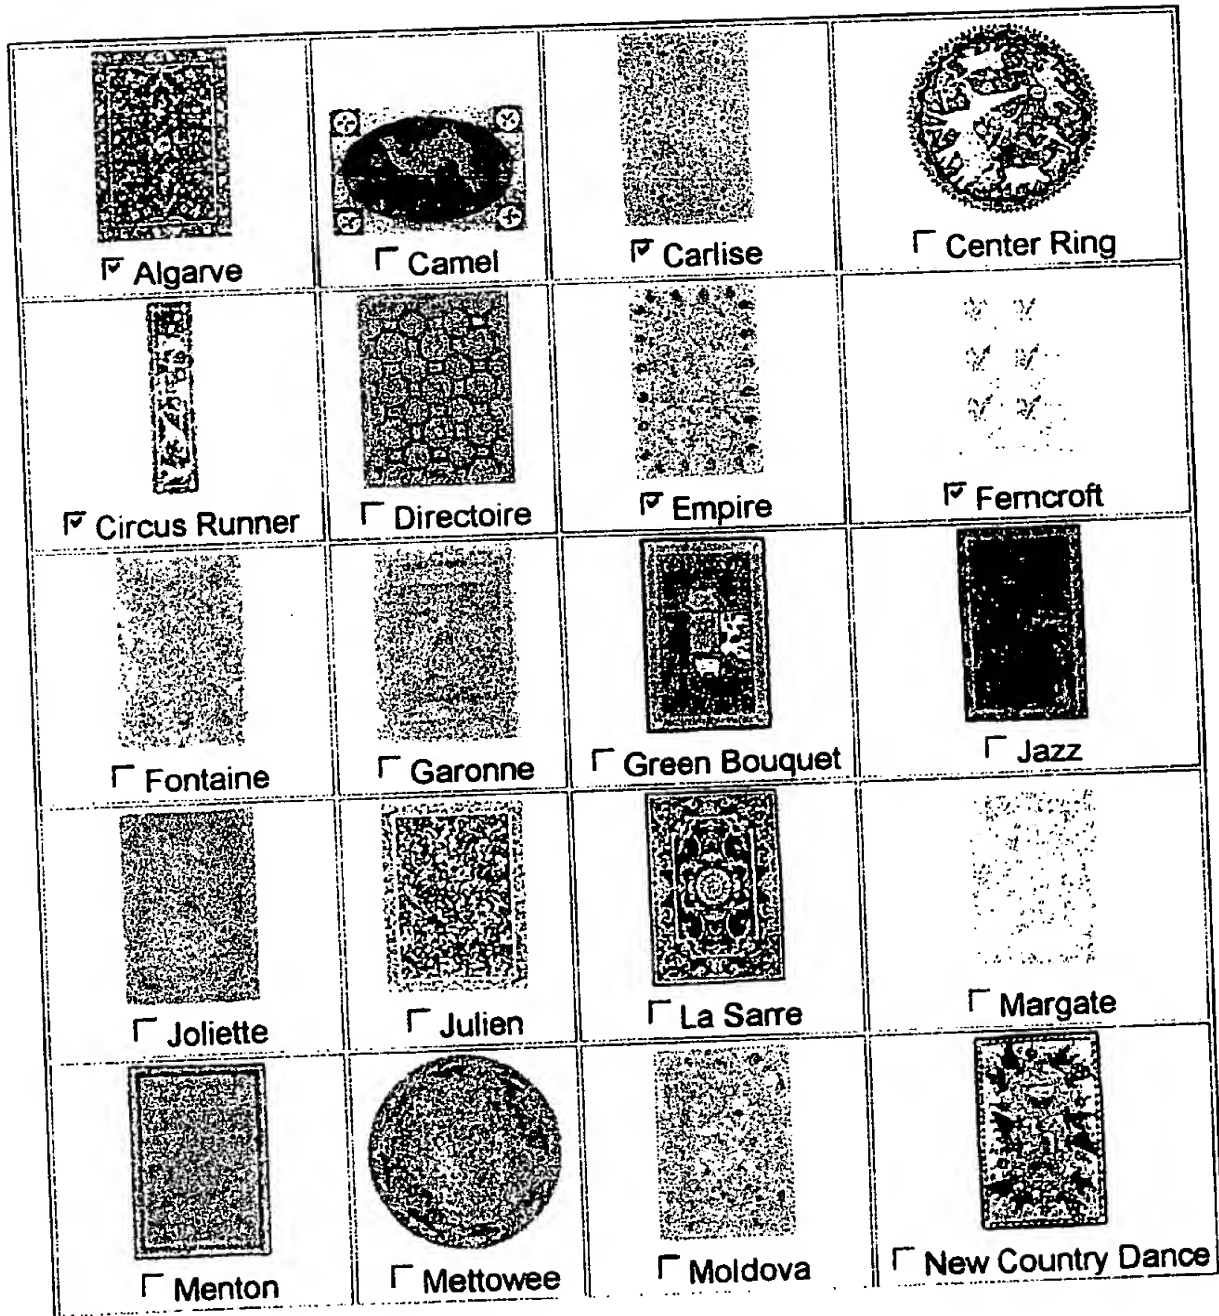 Algarve
Camel
Carlise
Center Ring
Circus Runner
Directoire
Empire
Ferncroft
Fontaine
Garonne
Green Bouquet
Jazz
Joliette
Julien
La Sarre
Margate
Menton
Mettowee
Moldova
New Country Dance